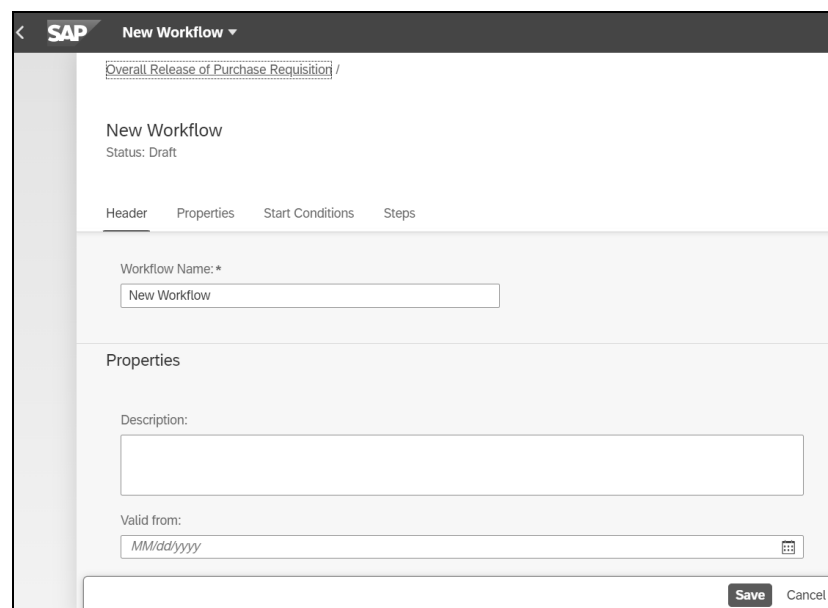 SAP New Workflow
Overall Release of Purchase Requisition /
New Workflow
Status: Draft
Header Properties Start Conditions Steps
Workflow Name: *
New Workflow
Properties
Description:
Valid from:
MM/dd/yyyy
Save Cancel